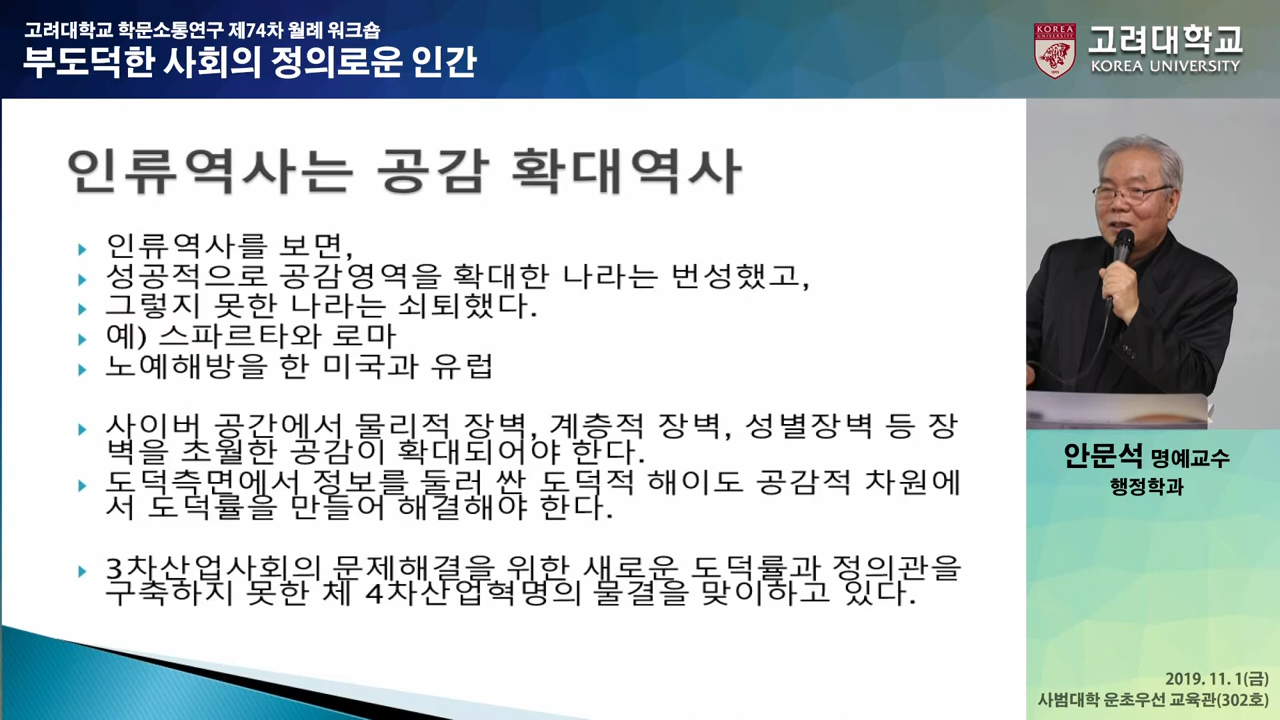 고려대학교 학문소통연구 제74차 월례 워크숍
부도덕한 사회의 정의로운 인간
KOREA
UNIVERSITY
1905
고려대학교
KOREA UNIVERSITY
인류역사는 공감 확대역사
인류역사를 보면,
성공적으로 공감영역을 확대한 나라는 번성했고,
그렇지 못한 나라는 쇠퇴했다.
예) 스파르타와 로마
노예해방을 한 미국과 유럽
사이버 공간에서 물리적 장벽, 계층적 장벽, 성별장벽 등 장
벽을 초월한 공감이 확대되어야 한다.
도덕측면에서 정보를 둘러 싼 도덕적 해이도 공감적 차원에
서 도덕률을 만들어 해결해야 한다.
3차산업사회의 문제해결을 위한 새로운 도덕률과 정의관을
구축하지 못한 채 4차산업혁명의 물결을 맞이하고 있다.
안문석 명예교수
행정학과
2019. 11. 1(금)
사범대학 운초우선 교육관(302호)